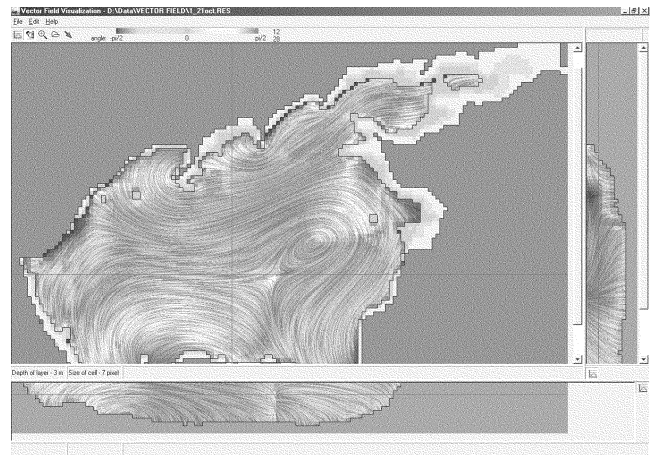 Vector Field Visualization - D:\Data\VECTOR FIELD\1_21oct.RES
File Edit Help
angle: -pi/2 0 pi/2 12
28
Depth of layer - 3 m Size of cell - 7 pixel